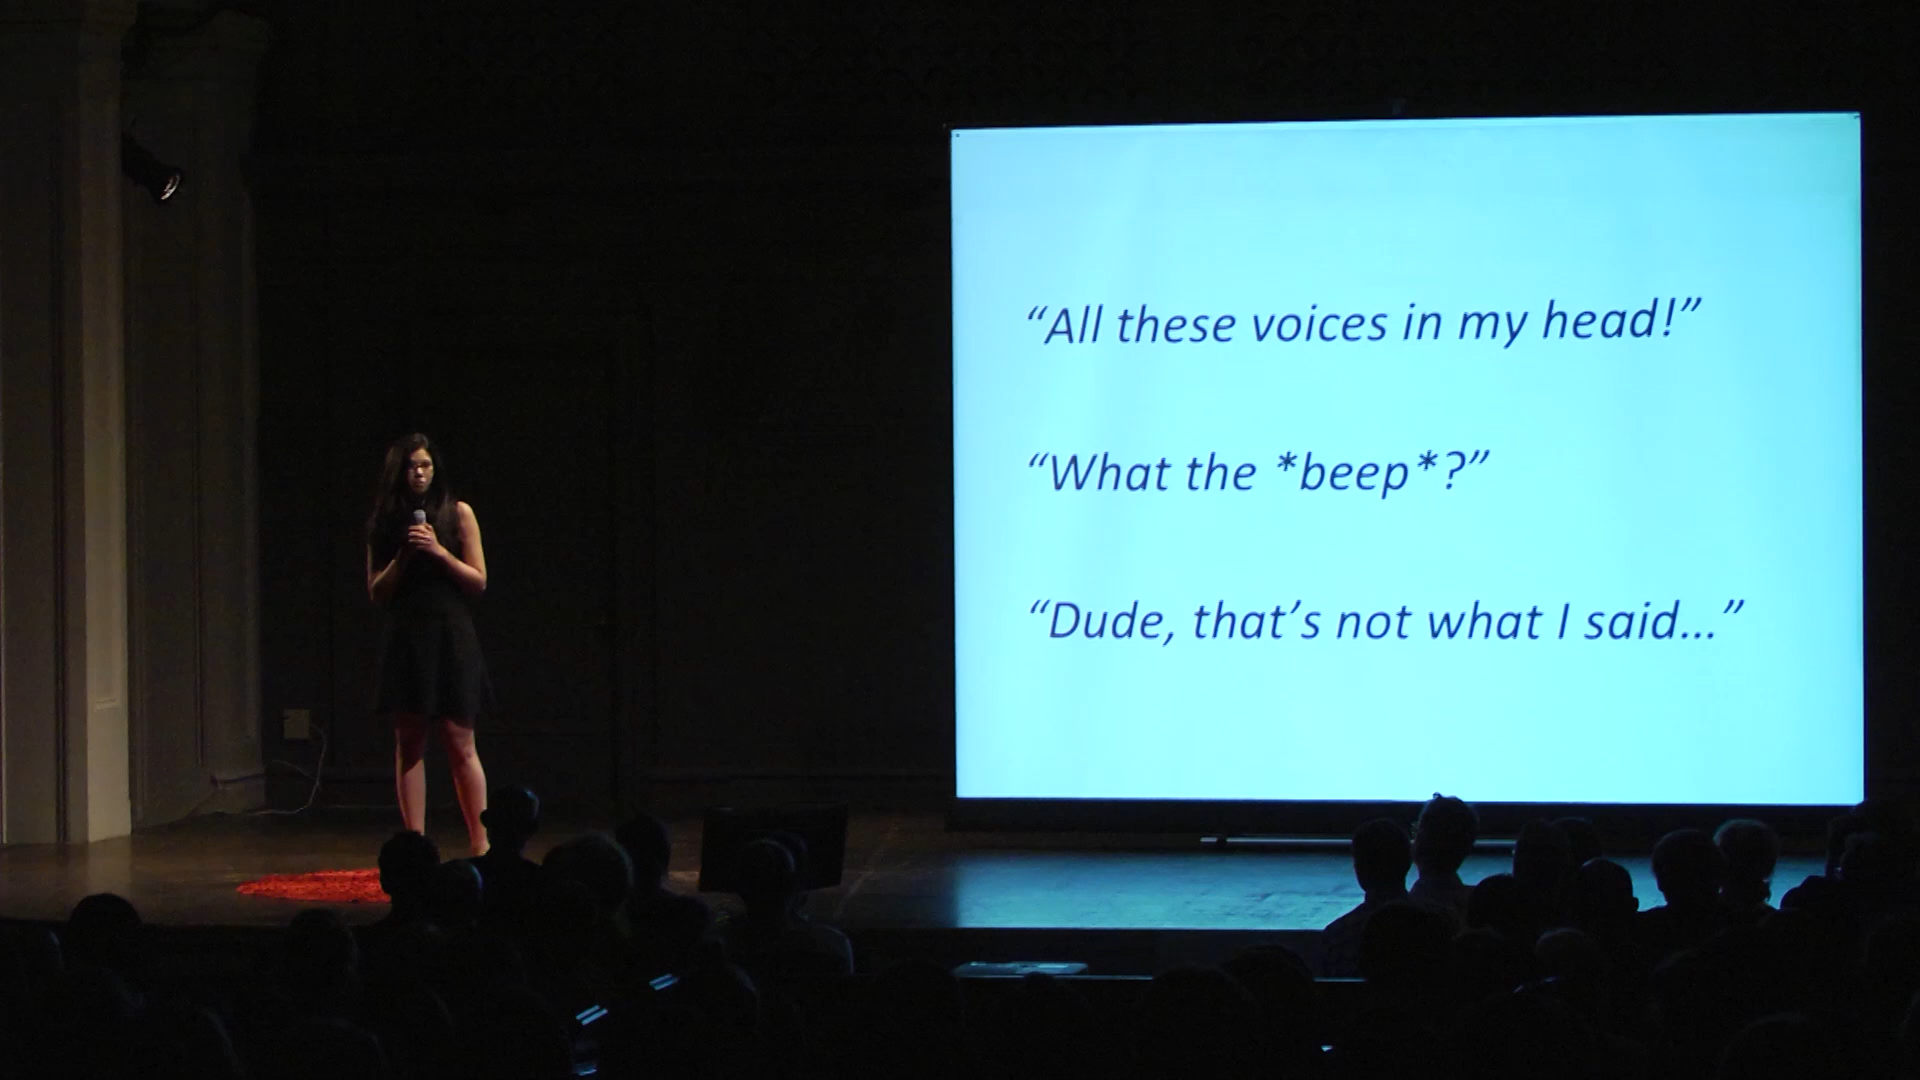 “All these voices in my head!”
“What the *beep*?”
“Dude, that’s not what I said...”